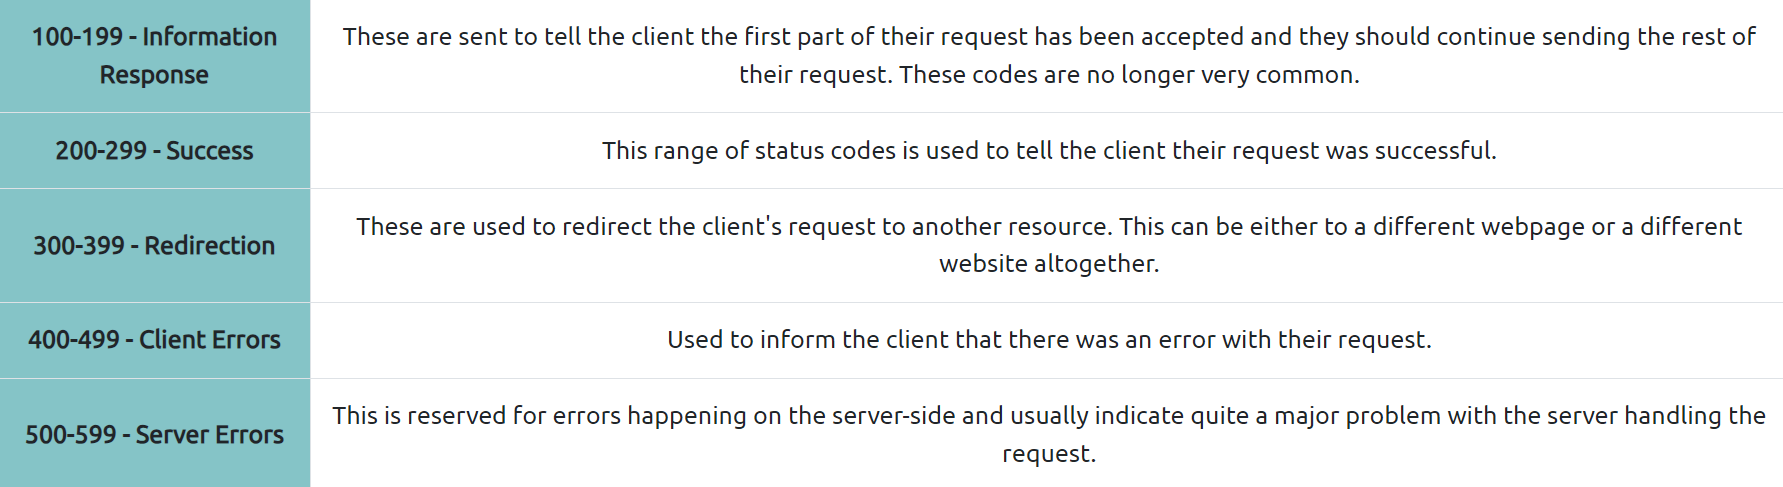 100-199 - Information
Response
These are sent to tell the client the first part of their request has been accepted and they should continue sending the rest of
their request. These codes are no longer very common.
200-299 - Success
This range of status codes is used to tell the client their request was successful.
300-399 - Redirection
These are used to redirect the client's request to another resource. This can be either to a different webpage or a different
website altogether.
400-499 - Client Errors
Used to inform the client that there was an error with their request.
500-599 - Server Errors
This is reserved for errors happening on the server-side and usually indicate quite a major problem with the server handling the
request.